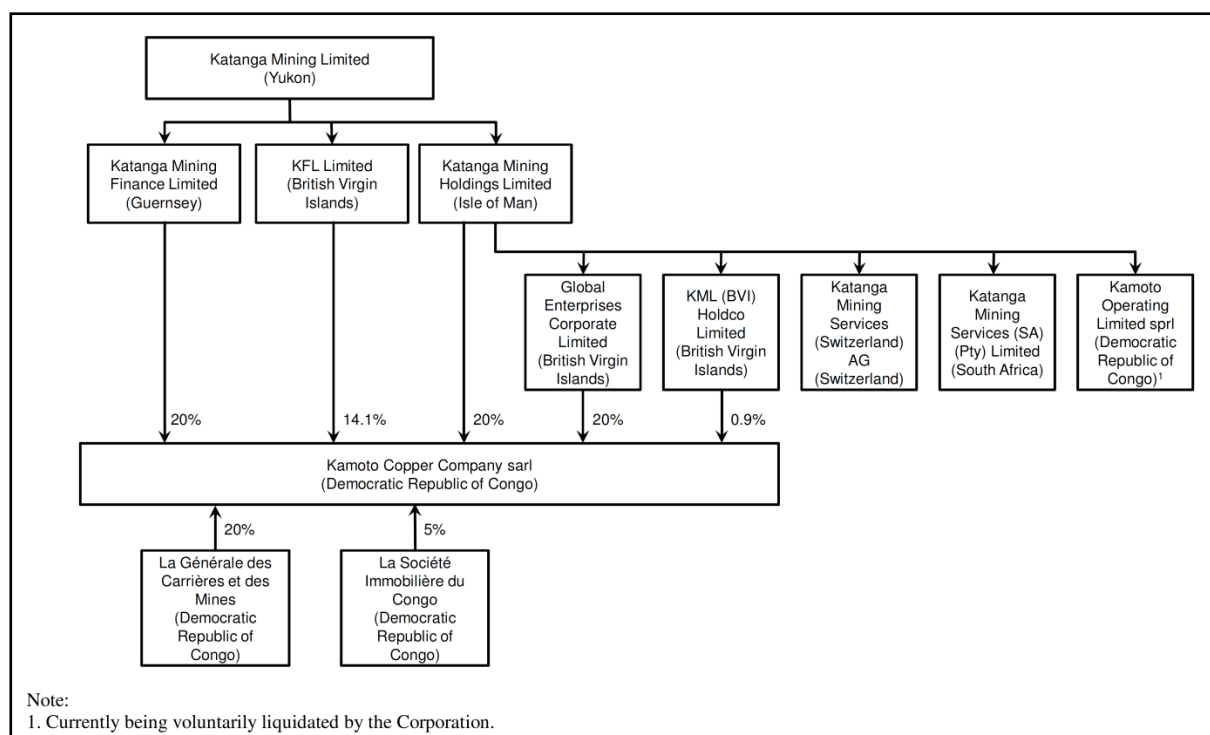 Katanga Mining Limited
(Yukon)
Katanga Mining
Finance Limited
(Guernsey)
KFL Limited
(British Virgin
Islands)
Katanga Mining
Holdings Limited
(Isle of Man)
Global
Enterprises
Corporate
Limited
(British Virgin
Islands)
KML (BVI)
Holdco
Limited
(British Virgin
Islands)
Katanga
Mining
Services
(Switzerland)
AG
(Switzerland)
Katanga
Mining
Services (SA)
(Pty) Limited
(South Africa)
Kamoto
Operating
Limited sprl
(Democratic
Republic of
Congo)¹
20%
14.1%
20%
20%
0.9%
Kamoto Copper Company sarl
(Democratic Republic of Congo)
20%
5%
La Générale des
Carrières et des
Mines
(Democratic
Republic of
Congo)
La Société
Immobilière du
Congo
(Democratic
Republic of
Congo)
Note:
1. Currently being voluntarily liquidated by the Corporation.